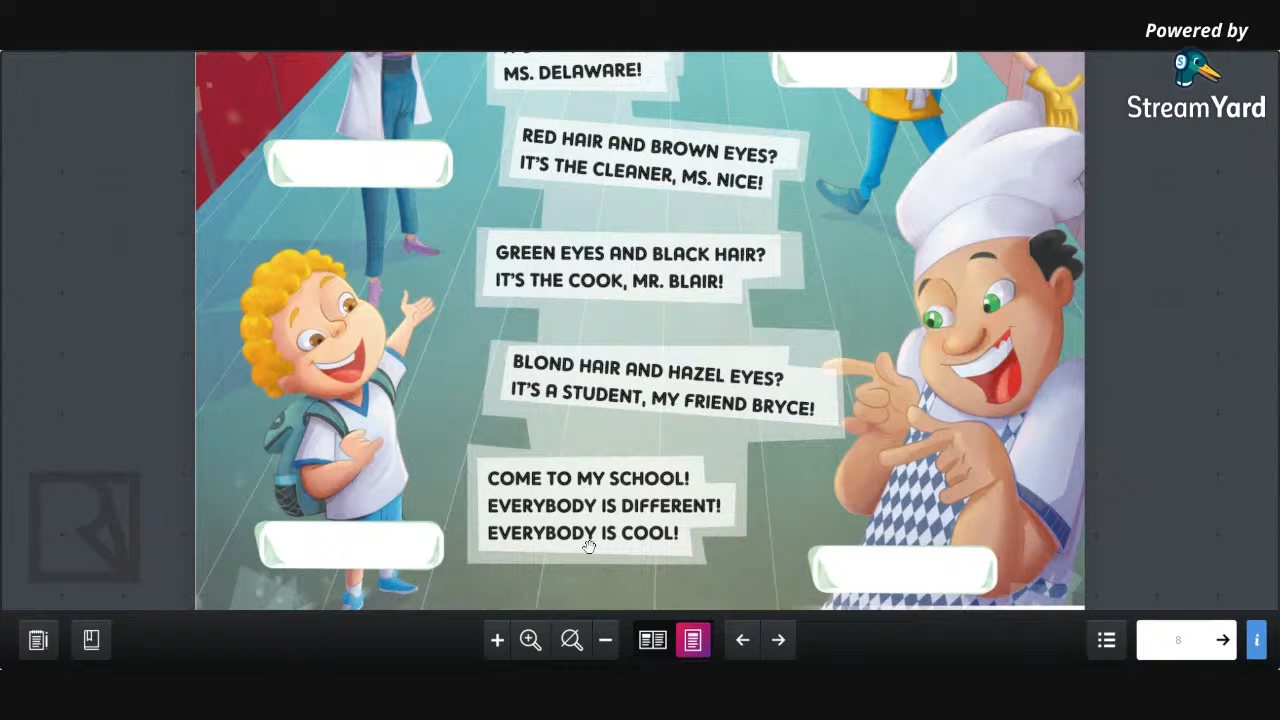 Powered by
StreamYard
MS. DELAWARE!
RED HAIR AND BROWN EYES?
IT'S THE CLEANER, MS. NICE!
GREEN EYES AND BLACK HAIR?
IT'S THE COOK, MR. BLAIR!
BLOND HAIR AND HAZEL EYES?
IT'S A STUDENT, MY FRIEND BRYCE!
COME TO MY SCHOOL!
EVERYBODY IS DIFFERENT!
EVERYBODY IS COOL!
8